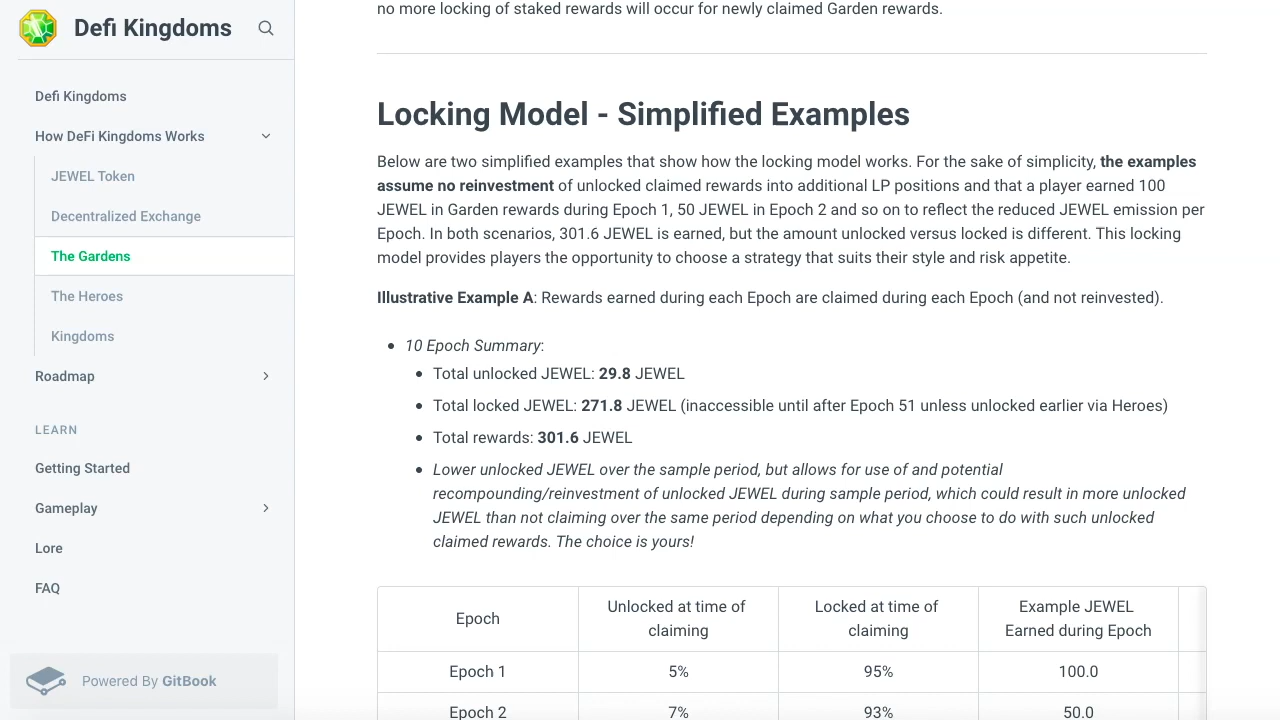 Defi Kingdoms
Defi Kingdoms
How DeFi Kingdoms Works
JEWEL Token
Decentralized Exchange
The Gardens
The Heroes
Kingdoms
Roadmap
LEARN
Getting Started
Gameplay
Lore
FAQ
Powered By GitBook
no more locking of staked rewards will occur for newly claimed Garden rewards.
Locking Model - Simplified Examples
Below are two simplified examples that show how the locking model works. For the sake of simplicity, the examples
assume no reinvestment of unlocked claimed rewards into additional LP positions and that a player earned 100
JEWEL in Garden rewards during Epoch 1, 50 JEWEL in Epoch 2 and so on to reflect the reduced JEWEL emission per
Epoch. In both scenarios, 301.6 JEWEL is earned, but the amount unlocked versus locked is different. This locking
model provides players the opportunity to choose a strategy that suits their style and risk appetite.
Illustrative Example A: Rewards earned during each Epoch are claimed during each Epoch (and not reinvested).
• 10 Epoch Summary:
• Total unlocked JEWEL: 29.8 JEWEL
• Total locked JEWEL: 271.8 JEWEL (inaccessible until after Epoch 51 unless unlocked earlier via Heroes)
• Total rewards: 301.6 JEWEL
• Lower unlocked JEWEL over the sample period, but allows for use of and potential
recompounding/reinvestment of unlocked JEWEL during sample period, which could result in more unlocked
JEWEL than not claiming over the same period depending on what you choose to do with such unlocked
claimed rewards. The choice is yours!
Epoch Unlocked at time of claiming Locked at time of claiming Example JEWEL Earned during Epoch
Epoch 1 5% 95% 100.0
Epoch 2 7% 93% 50.0